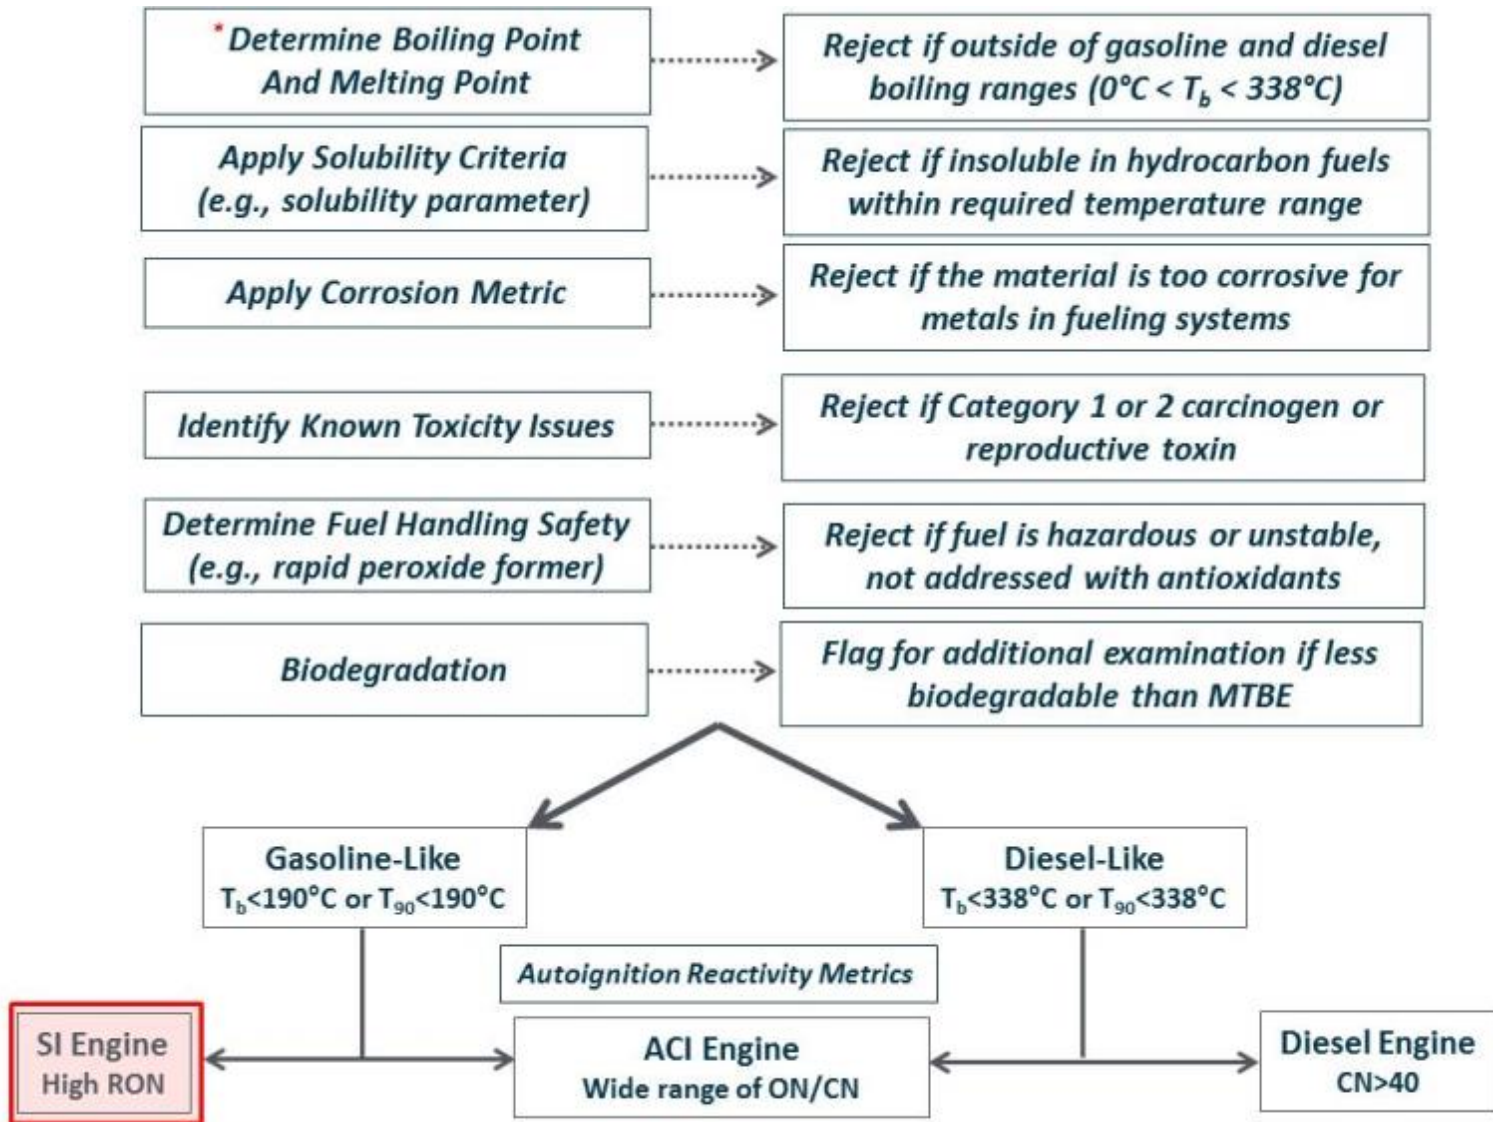 * Determine Boiling Point
And Melting Point
Reject if outside of gasoline and diesel
boiling ranges (0°C < Tb < 338°C)
Apply Solubility Criteria
(e.g., solubility parameter)
Reject if insoluble in hydrocarbon fuels
within required temperature range
Apply Corrosion Metric
Reject if the material is too corrosive for
metals in fueling systems
Identify Known Toxicity Issues
Reject if Category 1 or 2 carcinogen or
reproductive toxin
Determine Fuel Handling Safety
(e.g., rapid peroxide former)
Reject if fuel is hazardous or unstable,
not addressed with antioxidants
Biodegradation
Flag for additional examination if less
biodegradable than MTBE
Gasoline-Like
Tb<190°C or T90<190°C
Diesel-Like
Tb<338°C or T90<338°C
Autoignition Reactivity Metrics
SI Engine
High RON
ACI Engine
Wide range of ON/CN
Diesel Engine
CN>40